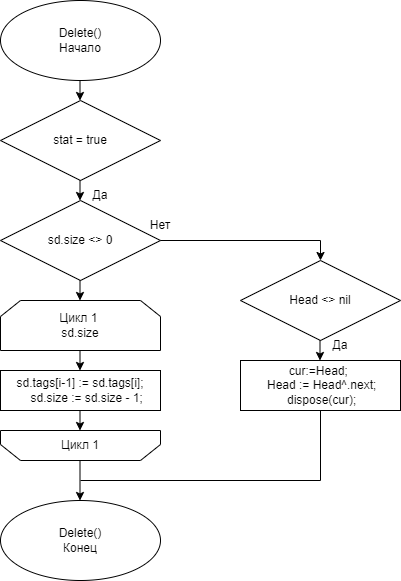 Delete()
Начало
stat = true
Да
sd.size <> 0
Нет
Цикл 1
sd.size
Head <> nil
Да
sd.tags[i-1] := sd.tags[i];
sd.size := sd.size - 1;
cur:=Head;
Head := Head^.next;
dispose(cur);
Цикл 1
Delete()
Конец